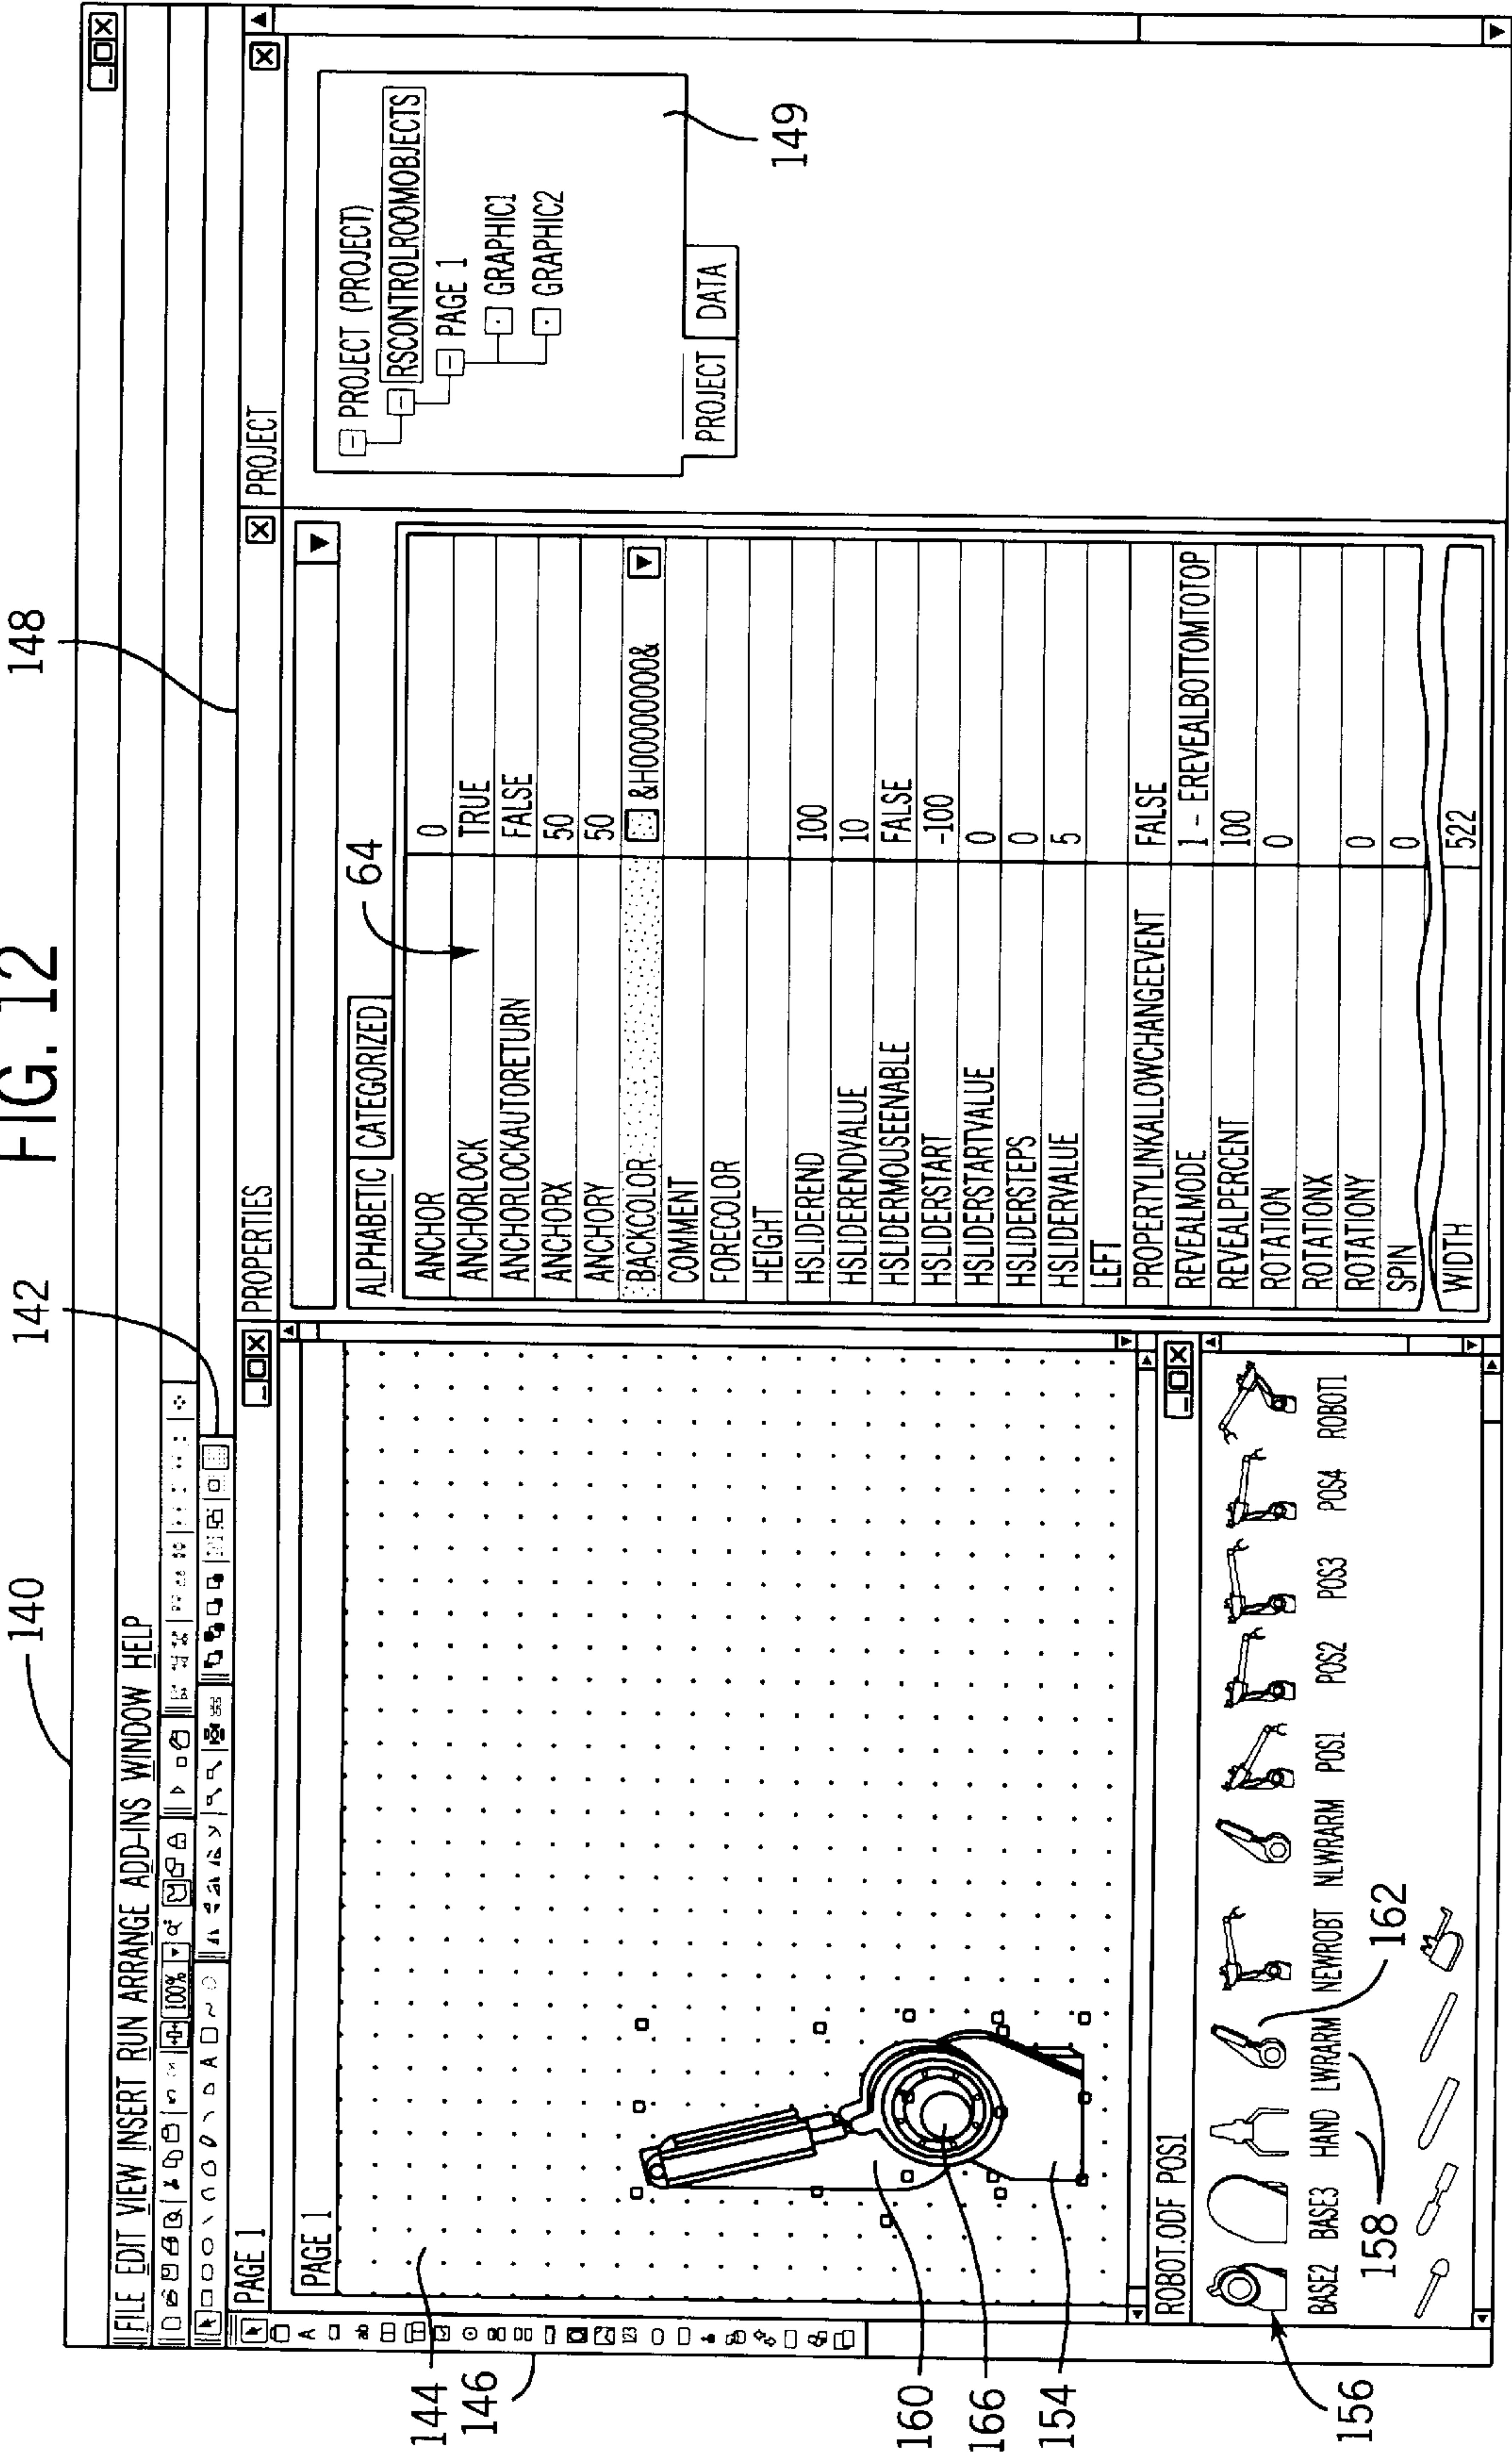 FIG. 12
140
142
148
FILE EDIT VIEW INSERT RUN ARRANGE ADD-INS WINDOW HELP
100%
A
A
ab
123
PAGE 1
PAGE 1
144
146
160
166
154
ROBOT.ODF POS1
BASE2 BASE3 HAND LWRARM NEWROBT NLWRARM POS1 POS2 POS3 POS4 ROBOT1
156
158
162
PROPERTIES
ALPHABETIC CATEGORIZED
64
ANCHOR 0
ANCHORLOCK TRUE
ANCHORLOCKAUTORETURN FALSE
ANCHORX 50
ANCHORY 50
BACKCOLOR &H00000000&
COMMENT
FORECOLOR
HEIGHT
HSLIDEREND 100
HSLIDERENDVALUE 10
HSLIDERMOUSEENABLE FALSE
HSLIDERSTART -100
HSLIDERSTARTVALUE 0
HSLIDERSTEPS 0
HSLIDERVALUE 5
LEFT
PROPERTYLINKALLOWCHANGEEVENT FALSE
REVEALMODE 1 - EREVEALBOTTOMTOTOP
REVEALPERCENT 100
ROTATION 0
ROTATIONX
ROTATIONY 0
SPIN 0
WIDTH 522
PROJECT
PROJECT (PROJECT)
RSCONTROLROOMOBJECTS
PAGE 1
GRAPHIC1
GRAPHIC2
PROJECT DATA
149